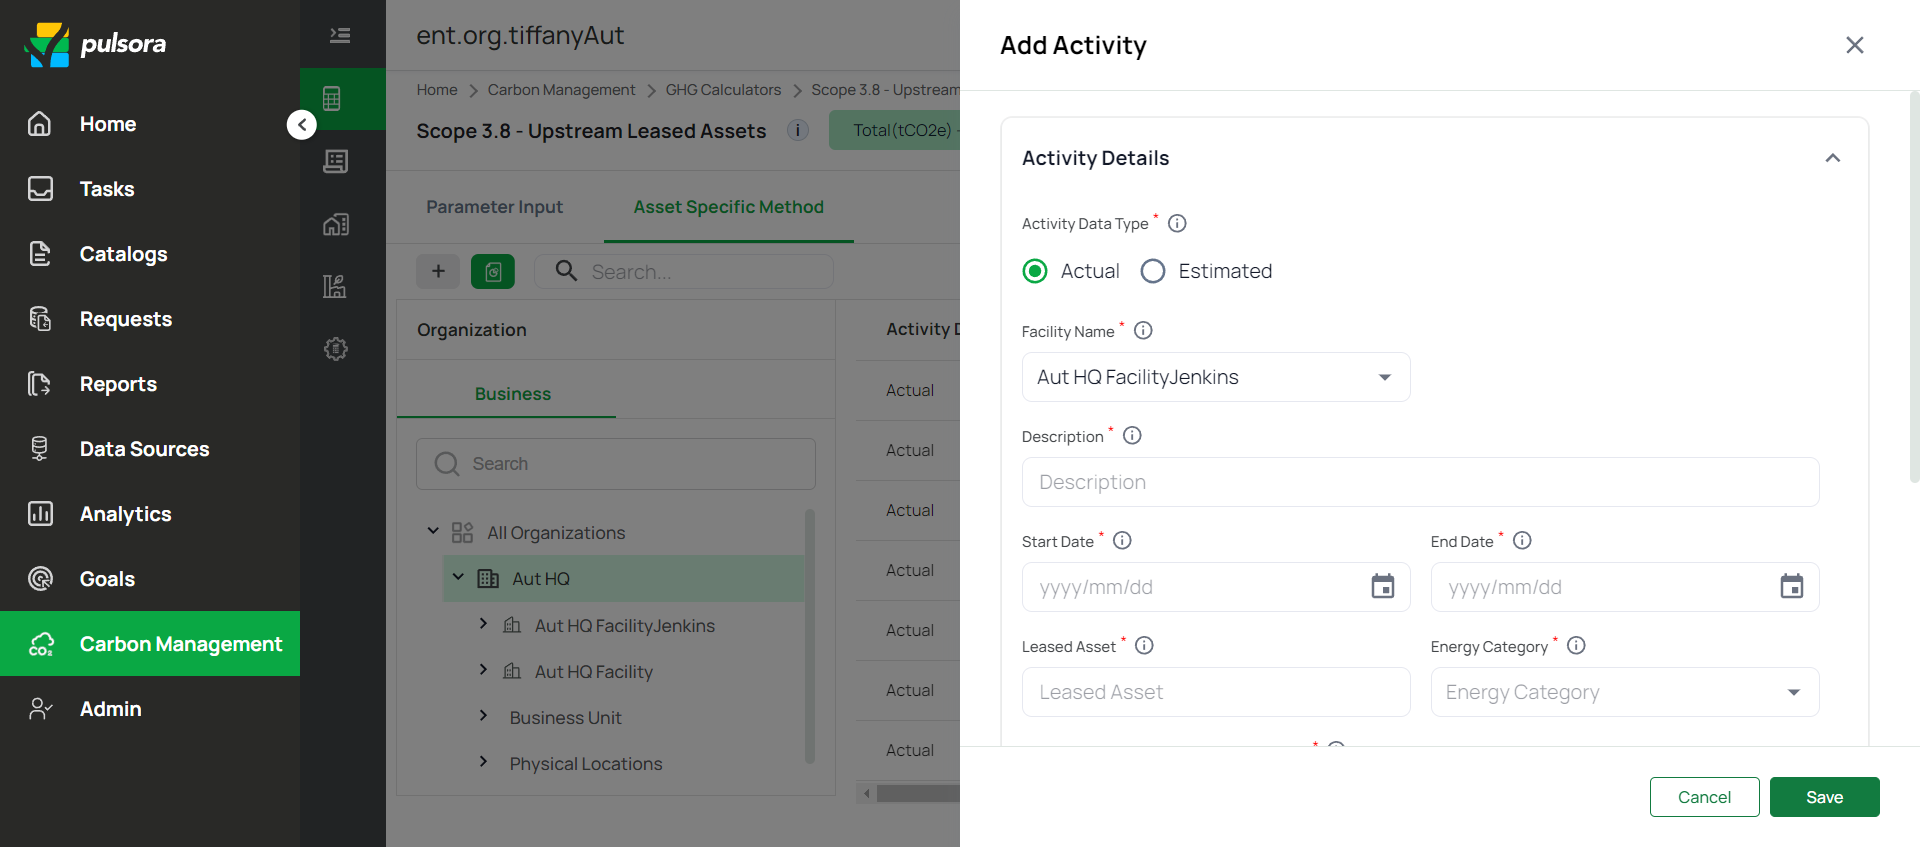 pulsora
Home
Tasks
Catalogs
Requests
Reports
Data Sources
Analytics
Goals
CO₂
Carbon Management
Admin
ent.org.tiffanyAut
Home > Carbon Management > GHG Calculators > Scope 3.8 - Upstream
Scope 3.8 - Upstream Leased Assets i Total(tCO2e) -
Parameter Input Asset Specific Method
+ Search...
Organization
Business
Search
All Organizations
Aut HQ
Aut HQ FacilityJenkins
Aut HQ Facility
Business Unit
Physical Locations
Activity D
Actual
Actual
Actual
Actual
Actual
Actual
Actual
Add Activity
Activity Details
Activity Data Type *
Actual Estimated
Facility Name *
Aut HQ FacilityJenkins
Description *
Description
Start Date * End Date *
yyyy/mm/dd yyyy/mm/dd
Leased Asset * Energy Category *
Leased Asset Energy Category
*
Cancel Save